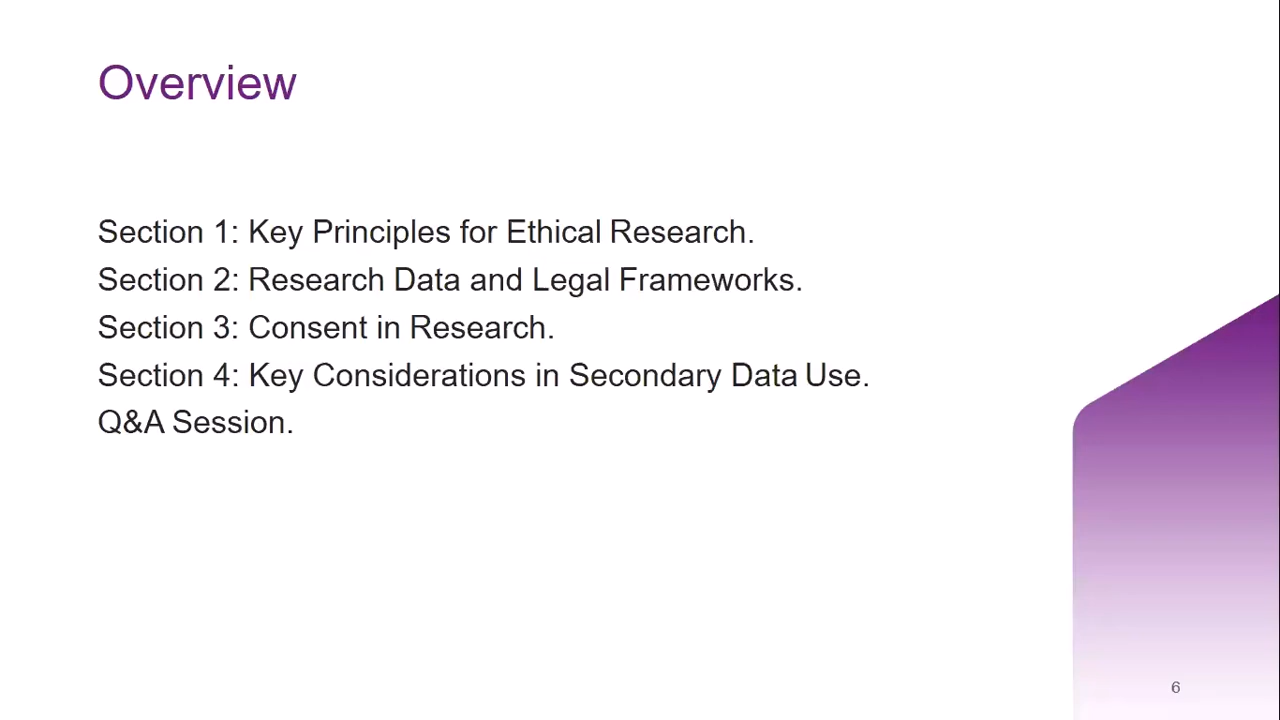 Overview
Section 1: Key Principles for Ethical Research.
Section 2: Research Data and Legal Frameworks.
Section 3: Consent in Research.
Section 4: Key Considerations in Secondary Data Use.
Q&A Session.
6